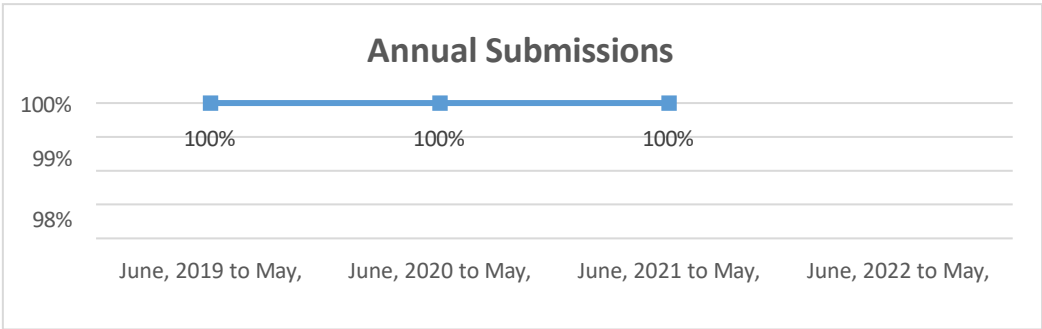 Annual Submissions
100%
100% 100% 100%
99%
98%
June, 2019 to May, June, 2020 to May, June, 2021 to May, June, 2022 to May,